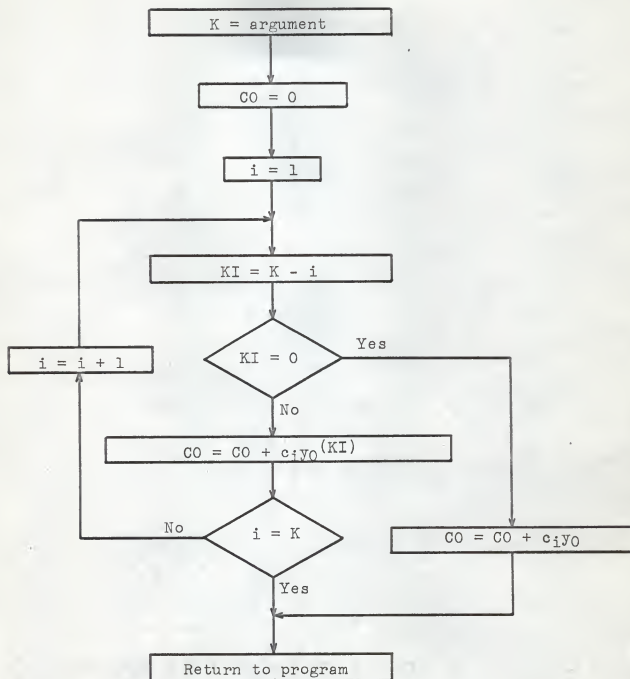 K = argument
CO = 0
i = 1
KI = K - i
i = i + 1
KI = 0
Yes
No
CO = CO + cᵢy₀(KI)
No
i = K
CO = CO + cᵢy₀
Yes
Return to program